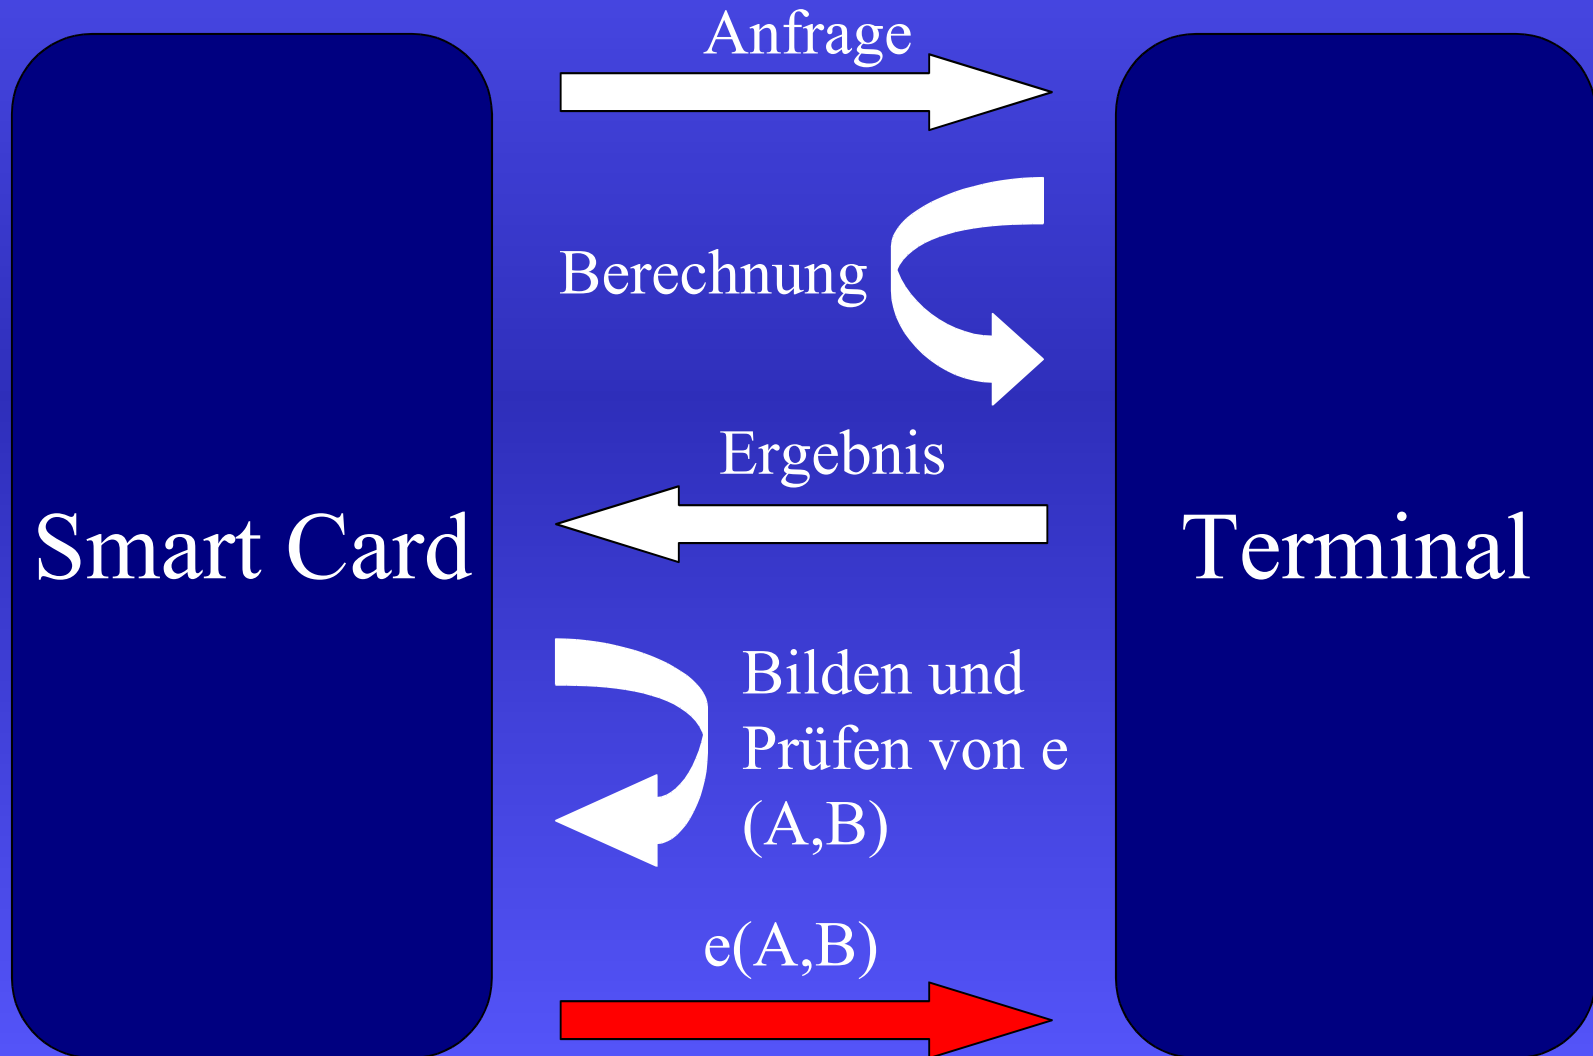 Anfrage
Berechnung
Ergebnis
Smart Card
Terminal
Bilden und
Prüfen von e
(A,B)
e(A,B)